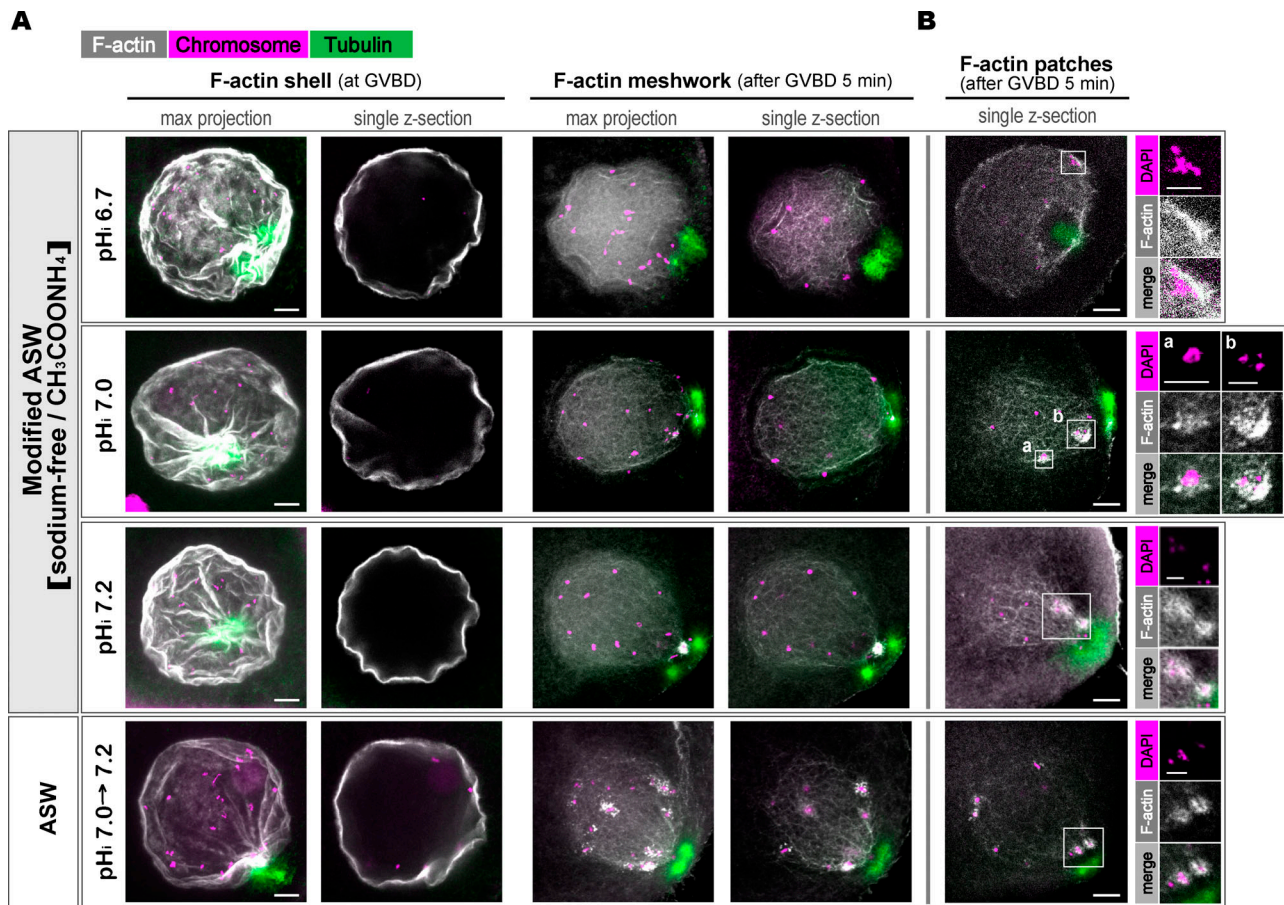 A
B
F-actin Chromosome Tubulin
F-actin shell (at GVBD)
F-actin meshwork (after GVBD 5 min)
F-actin patches
(after GVBD 5 min)
max projection
single z-section
max projection
single z-section
single z-section
Modified ASW
[sodium-free / CH₃COONH₄]
pHi 6.7
DAPI
F-actin
merge
pHi 7.0
a
b
a
b
DAPI
F-actin
merge
pHi 7.2
DAPI
F-actin
merge
ASW
pHi 7.0→ 7.2
DAPI
F-actin
merge